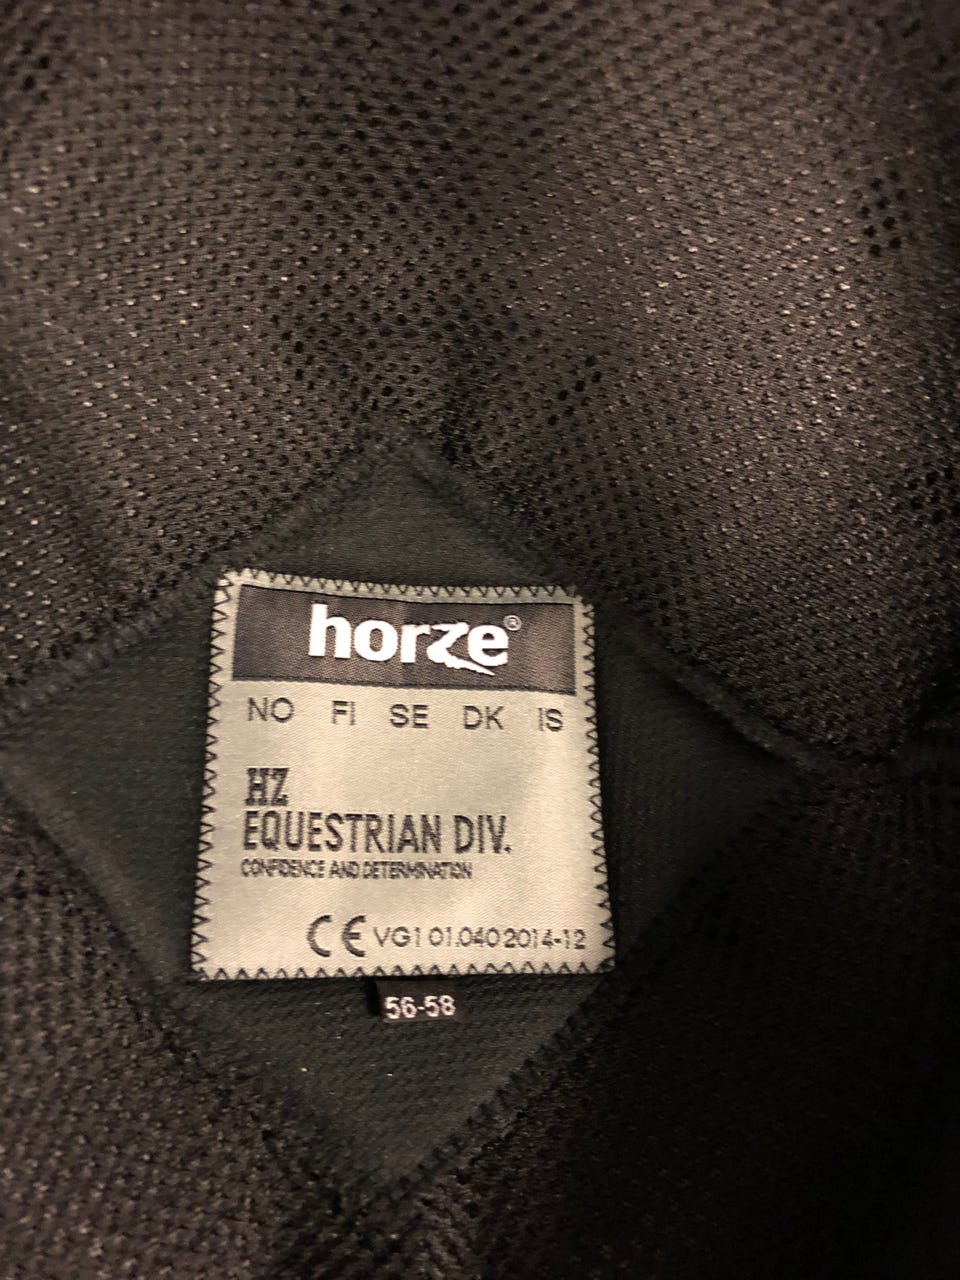 horze®
NO FI SE DK IS
HZ
EQUESTRIAN DIV.
CONFIDENCE AND DETERMINATION
CE VG1 01.040 2014-12
56-58